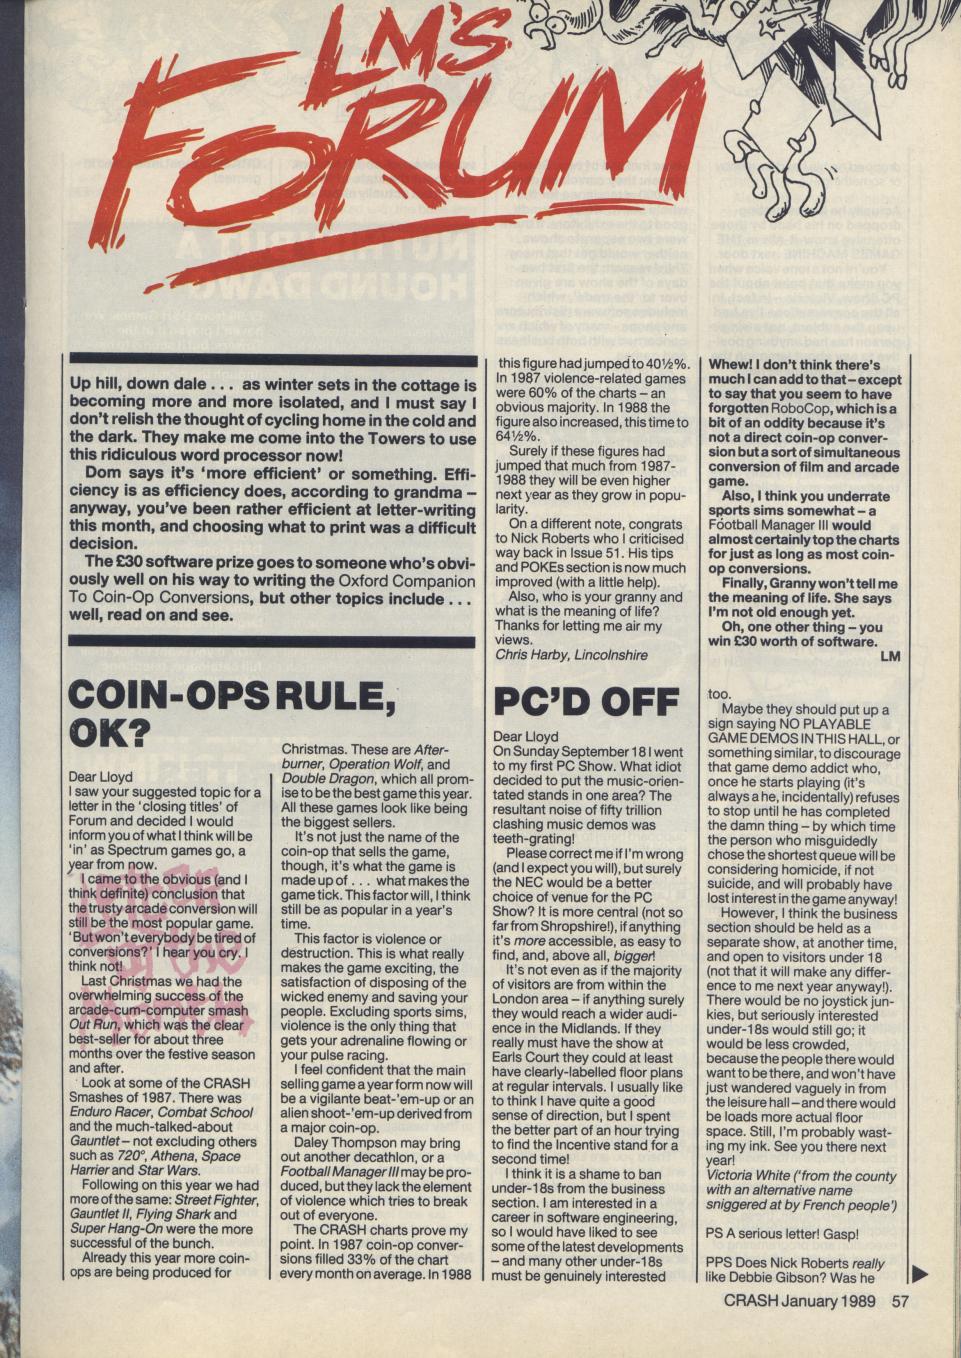 LM'S
FORUM
Up hill, down dale . . . as winter sets in the cottage is
becoming more and more isolated, and I must say I
don't relish the thought of cycling home in the cold and
the dark. They make me come into the Towers to use
this ridiculous word processor now!
Dom says it's 'more efficient' or something. Effi-
ciency is as efficiency does, according to grandma –
anyway, you've been rather efficient at letter-writing
this month, and choosing what to print was a difficult
decision.
The £30 software prize goes to someone who's obvi-
ously well on his way to writing the Oxford Companion
To Coin-Op Conversions, but other topics include . . .
well, read on and see.
COIN-OPS RULE,
OK?
Dear Lloyd
I saw your suggested topic for a
letter in the 'closing titles' of
Forum and decided I would
inform you of what I think will be
'in' as Spectrum games go, a
year from now.
I came to the obvious (and I
think definite) conclusion that
the trusty arcade conversion will
still be the most popular game.
'But won't everybody be tired of
conversions?' I hear you cry. I
think not!
Last Christmas we had the
overwhelming success of the
arcade-cum-computer smash
Out Run, which was the clear
best-seller for about three
months over the festive season
and after.
Look at some of the CRASH
Smashes of 1987. There was
Enduro Racer, Combat School
and the much-talked-about
Gauntlet – not excluding others
such as 720°, Athena, Space
Harrier and Star Wars.
Following on this year we had
more of the same: Street Fighter,
Gauntlet II, Flying Shark and
Super Hang-On were the more
successful of the bunch.
Already this year more coin-
ops are being produced for
Christmas. These are After-
burner, Operation Wolf, and
Double Dragon, which all prom-
ise to be the best game this year.
All these games look like being
the biggest sellers.
It's not just the name of the
coin-op that sells the game,
though, it's what the game is
made up of . . . what makes the
game tick. This factor will, I think
still be as popular in a year's
time.
This factor is violence or
destruction. This is what really
makes the game exciting, the
satisfaction of disposing of the
wicked enemy and saving your
people. Excluding sports sims,
violence is the only thing that
gets your adrenaline flowing or
your pulse racing.
I feel confident that the main
selling game a year form now will
be a vigilante beat-'em-up or an
alien shoot-'em-up derived from
a major coin-op.
Daley Thompson may bring
out another decathlon, or a
Football Manager III may be pro-
duced, but they lack the element
of violence which tries to break
out of everyone.
The CRASH charts prove my
point. In 1987 coin-op conver-
sions filled 33% of the chart
every month on average. In 1988
this figure had jumped to 40½%.
In 1987 violence-related games
were 60% of the charts – an
obvious majority. In 1988 the
figure also increased, this time to
64½%.
Surely if these figures had
jumped that much from 1987-
1988 they will be even higher
next year as they grow in popu-
larity.
On a different note, congrats
to Nick Roberts who I criticised
way back in Issue 51. His tips
and POKEs section is now much
improved (with a little help).
Also, who is your granny and
what is the meaning of life?
Thanks for letting me air my
views.
Chris Harby, Lincolnshire
Whew! I don't think there's
much I can add to that – except
to say that you seem to have
forgotten RoboCop, which is a
bit of an oddity because it's
not a direct coin-op conver-
sion but a sort of simultaneous
conversion of film and arcade
game.
Also, I think you underrate
sports sims somewhat – a
Football Manager III would
almost certainly top the charts
for just as long as most coin-
op conversions.
Finally, Granny won't tell me
the meaning of life. She says
I'm not old enough yet.
Oh, one other thing – you
win £30 worth of software.
LM
PC'D OFF
Dear Lloyd
On Sunday September 18 I went
to my first PC Show. What idiot
decided to put the music-orien-
tated stands in one area? The
resultant noise of fifty trillion
clashing music demos was
teeth-grating!
Please correct me if I'm wrong
(and I expect you will), but surely
the NEC would be a better
choice of venue for the PC
Show? It is more central (not so
far from Shropshire!), if anything
it's more accessible, as easy to
find, and, above all, bigger!
It's not even as if the majority
of visitors are from within the
London area – if anything surely
they would reach a wider audi-
ence in the Midlands. If they
really must have the show at
Earls Court they could at least
have clearly-labelled floor plans
at regular intervals. I usually like
to think I have quite a good
sense of direction, but I spent
the better part of an hour trying
to find the Incentive stand for a
second time!
I think it is a shame to ban
under-18s from the business
section. I am interested in a
career in software engineering,
so I would have liked to see
some of the latest developments
– and many other under-18s
must be genuinely interested
too.
Maybe they should put up a
sign saying NO PLAYABLE
GAME DEMOS IN THIS HALL, or
something similar, to discourage
that game demo addict who,
once he starts playing (it's
always a he, incidentally) refuses
to stop until he has completed
the damn thing – by which time
the person who misguidedly
chose the shortest queue will be
considering homicide, if not
suicide, and will probably have
lost interest in the game anyway!
However, I think the business
section should be held as a
separate show, at another time,
and open to visitors under 18
(not that it will make any differ-
ence to me next year anyway!).
There would be no joystick jun-
kies, but seriously interested
under-18s would still go; it
would be less crowded,
because the people there would
want to be there, and won't have
just wandered vaguely in from
the leisure hall – and there would
be loads more actual floor
space. Still, I'm probably wast-
ing my ink. See you there next
year!
Victoria White ('from the county
with an alternative name
sniggered at by French people')
PS A serious letter! Gasp!
PPS Does Nick Roberts really
like Debbie Gibson? Was he
CRASH January 1989 57